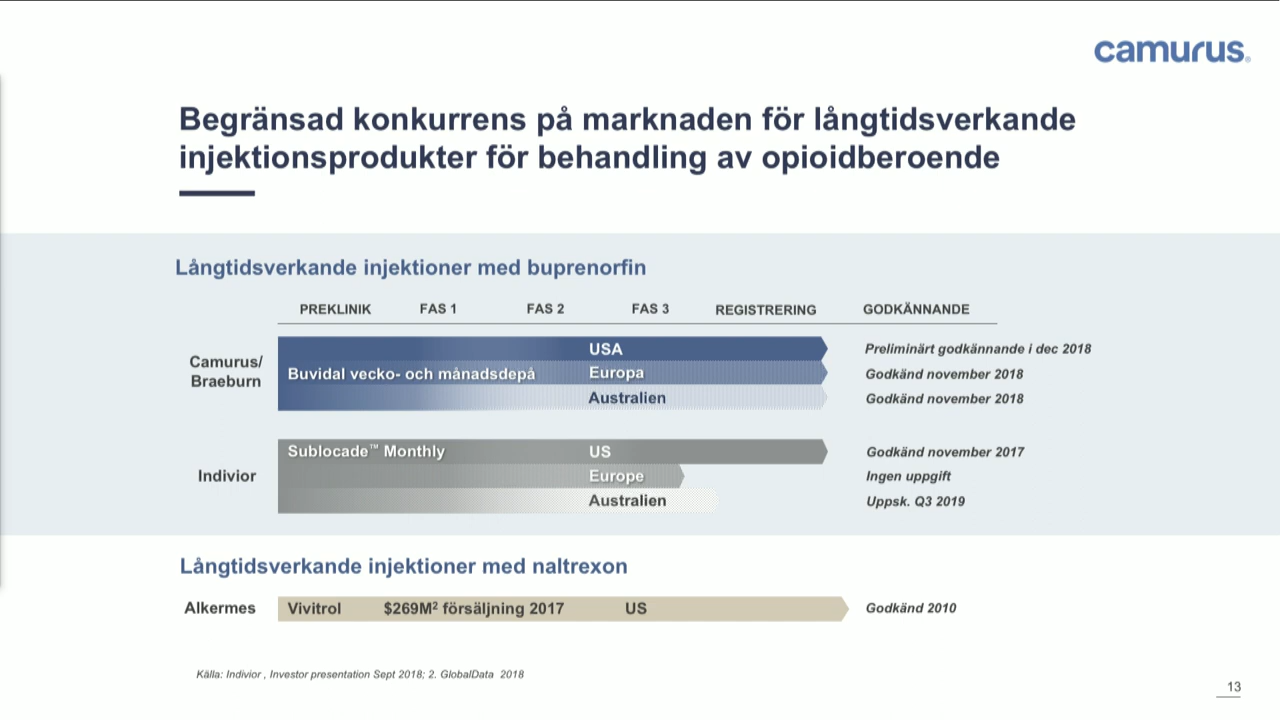 camurus®
Begränsad konkurrens på marknaden för långtidsverkande
injektionsprodukter för behandling av opioidberoende
Långtidsverkande injektioner med buprenorfin
PREKLINIK FAS 1 FAS 2 FAS 3 REGISTRERING GODKÄNNANDE
Camurus/
Braeburn
USA Preliminärt godkännande i dec 2018
Buvidal vecko- och månadsdepå Europa Godkänd november 2018
Australien Godkänd november 2018
Sublocade™ Monthly US Godkänd november 2017
Indivior Europe Ingen uppgift
Australien Uppsk. Q3 2019
Långtidsverkande injektioner med naltrexon
Alkermes Vivitrol $269M² försäljning 2017 US Godkänd 2010
Källa: Indivior , Investor presentation Sept 2018; 2. GlobalData 2018
13